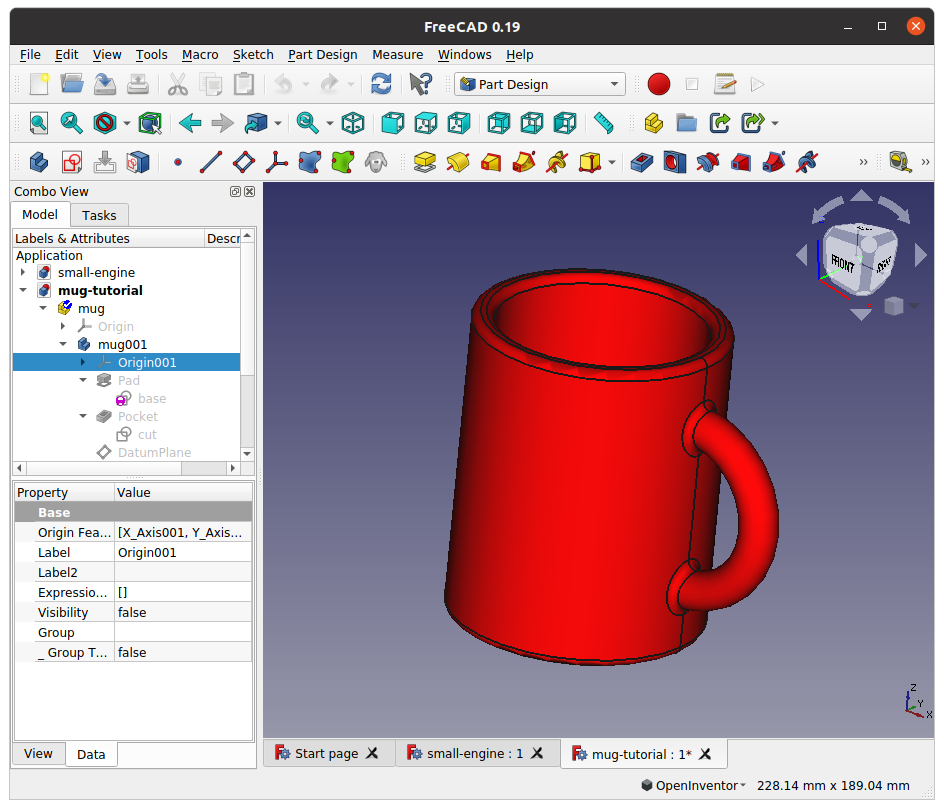 FreeCAD 0.19
File Edit View Tools Macro Sketch Part Design Measure Windows Help
Part Design
Combo View
Model Tasks
Labels & Attributes Descr
Application
small-engine
mug-tutorial
mug
Origin
mug001
Origin001
Pad
base
Pocket
cut
DatumPlane
Property Value
Base
Origin Fea... [X_Axis001, Y_Axis...
Label Origin001
Label2
Expressio... []
Visibility false
Group
_ Group T... false
View Data
FRONT
Z
Y
X
Start page small-engine : 1 mug-tutorial : 1*
OpenInventor 228.14 mm x 189.04 mm